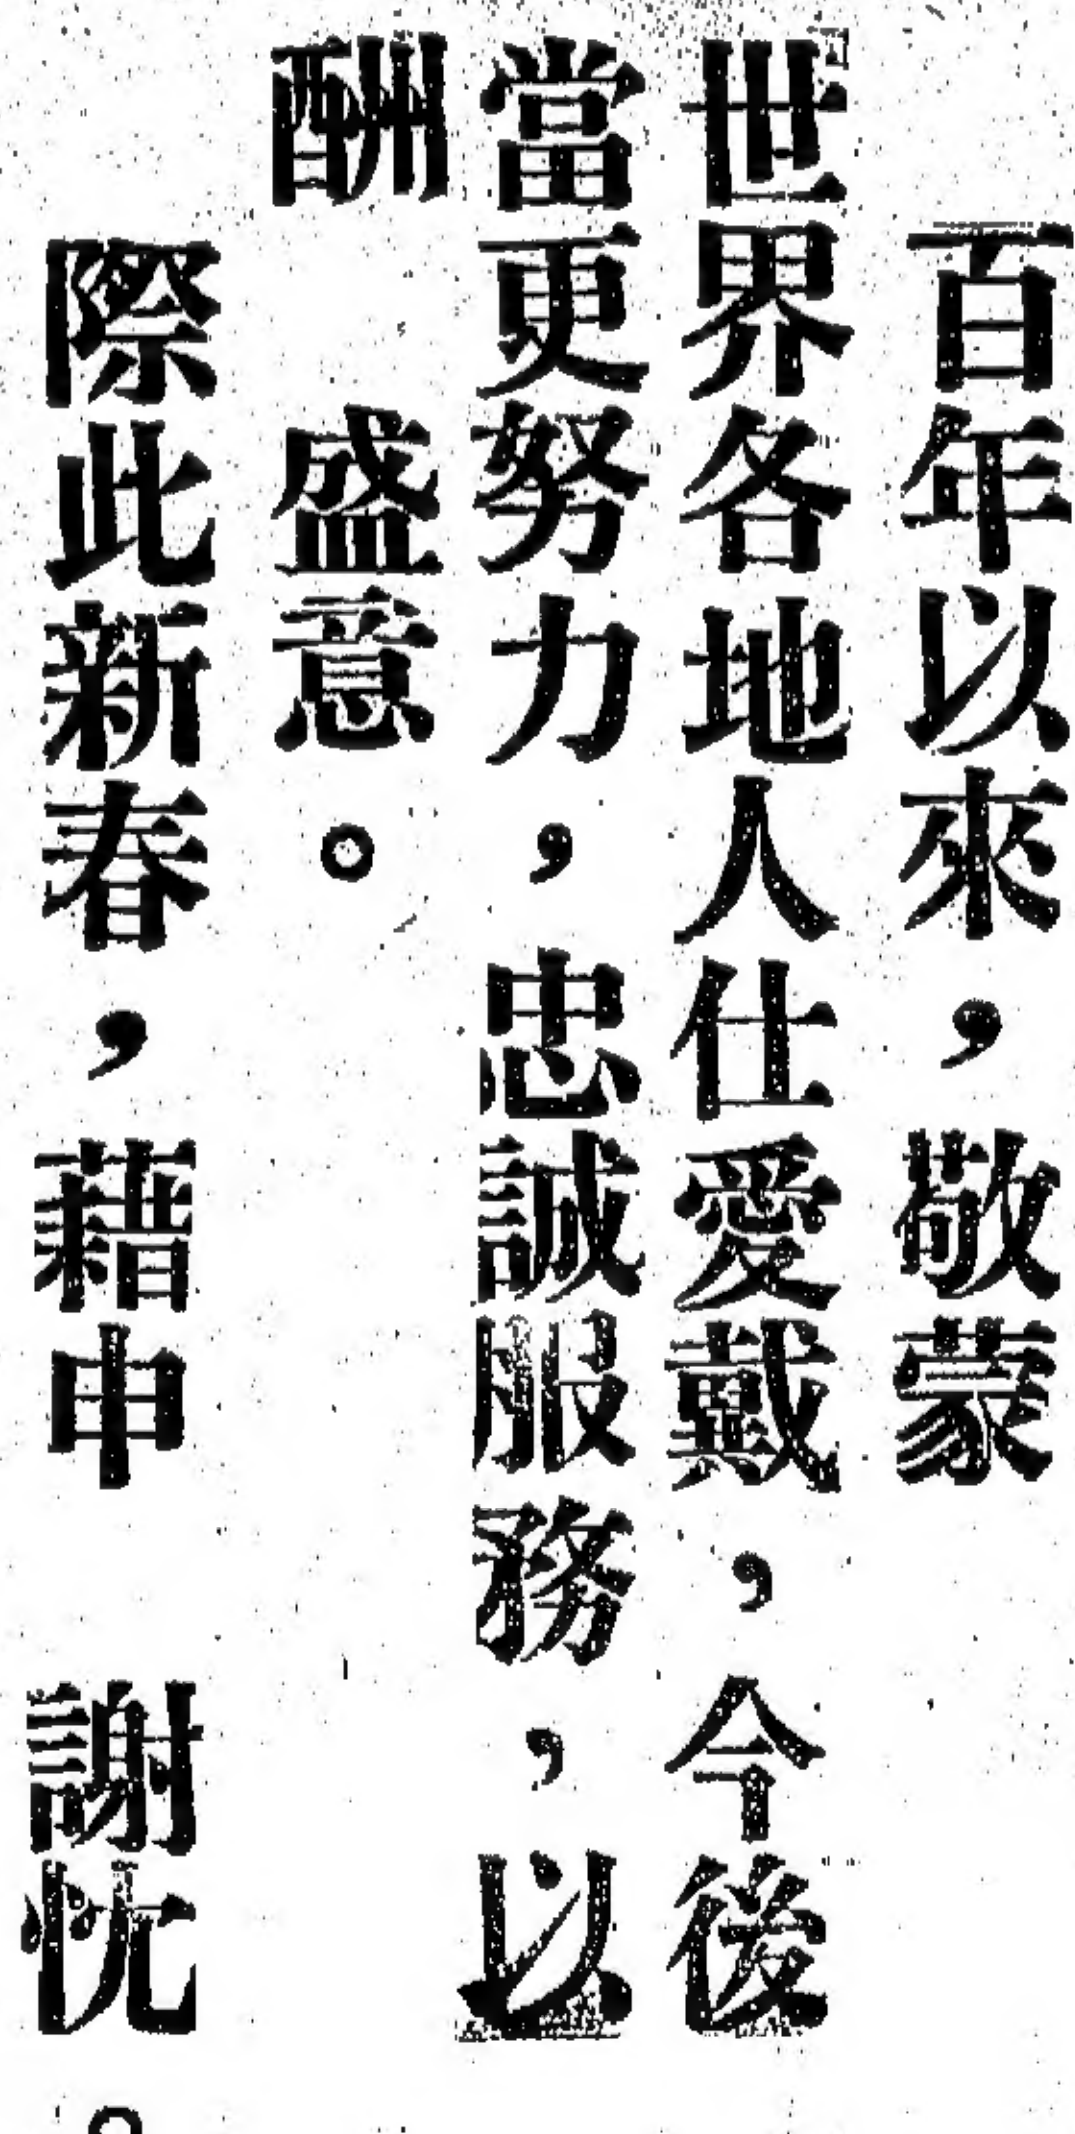 百年以來,敬蒙
世界各地人仕愛戴,今後
當更努力,忠誠服務,以
酬 盛意。
際此新春,藉申 謝忱。